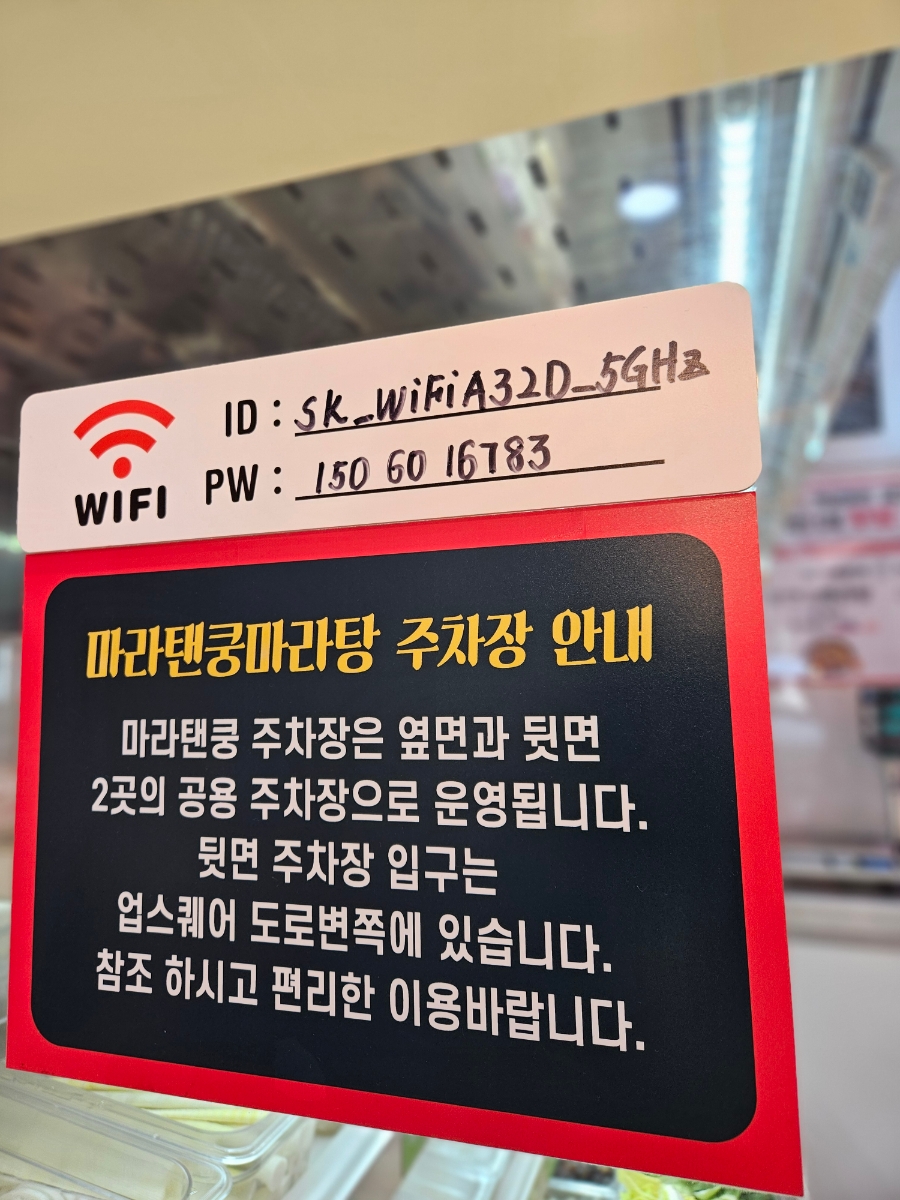 ID : SK_WiFiA32D_5GHz
WIFI PW : 150 60 16783
마라탠쿵마라탕 주차장 안내
마라탠쿵 주차장은 옆면과 뒷면
2곳의 공용 주차장으로 운영됩니다.
뒷면 주차장 입구는
업스퀘어 도로변쪽에 있습니다.
참조 하시고 편리한 이용바랍니다.